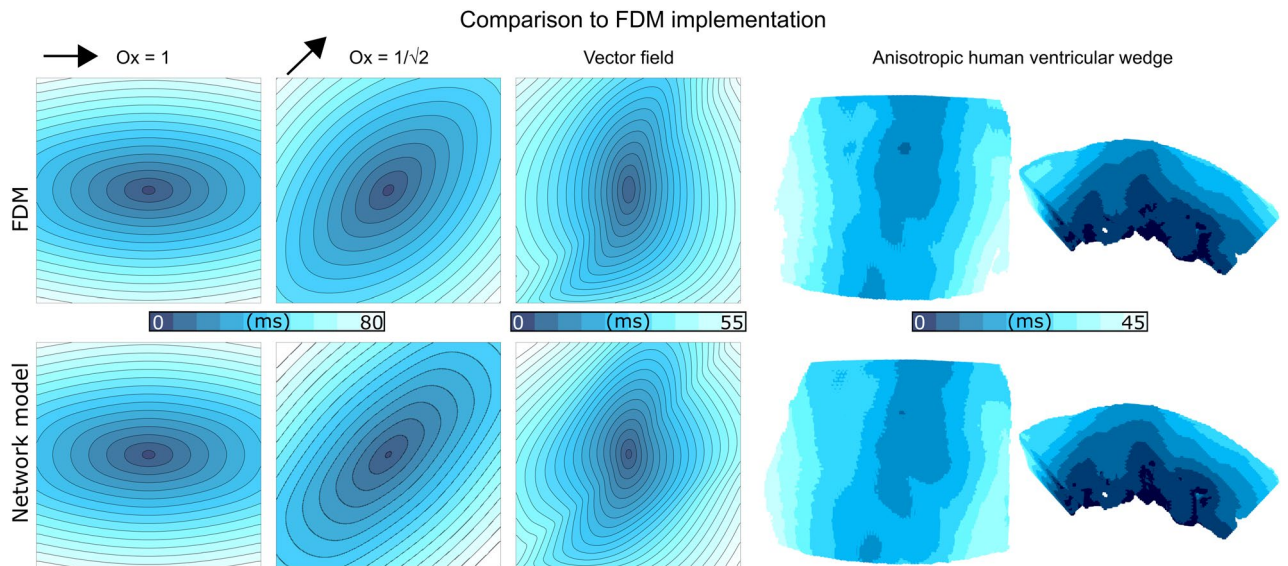 Comparison to FDM implementation
Ox = 1
Ox = 1/√2
Vector field
Anisotropic human ventricular wedge
FDM
0 (ms) 80
0 (ms) 55
0 (ms) 45
Network model